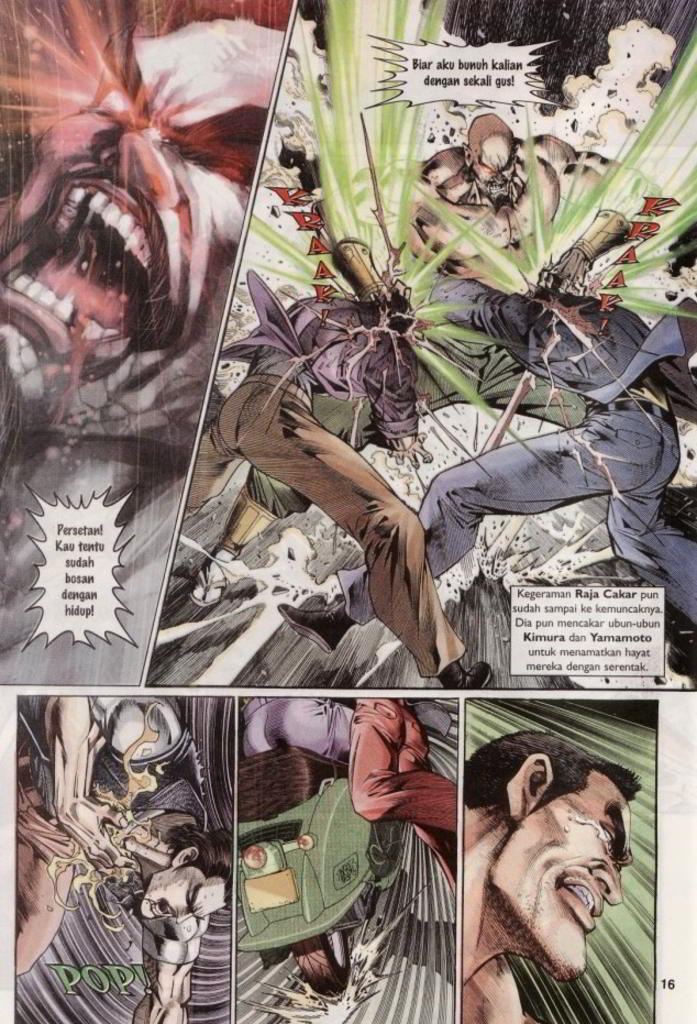 Biar aku bunuh kalian
dengan sekali gus!
KRAAK!
KRAAK!
Persetan!
Kau tentu
sudah
bosan
dengan
hidup!
Kegeraman Raja Cakar pun
sudah sampai ke kemuncaknya.
Dia pun mencakar ubun-ubun
Kimura dan Yamamoto
untuk menamatkan hayat
mereka dengan serentak.
POP!
16